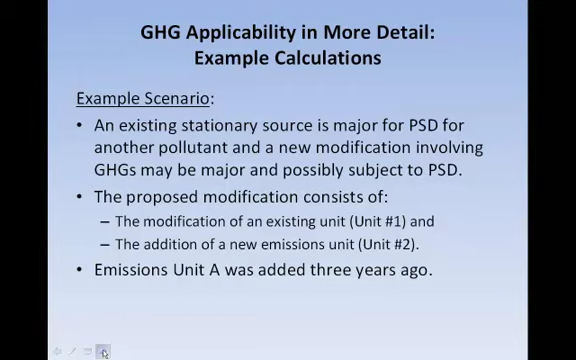 GHG Applicability in More Detail:
Example Calculations
Example Scenario:
• An existing stationary source is major for PSD for
another pollutant and a new modification involving
GHGs may be major and possibly subject to PSD.
• The proposed modification consists of:
– The modification of an existing unit (Unit #1) and
– The addition of a new emissions unit (Unit #2).
• Emissions Unit A was added three years ago.